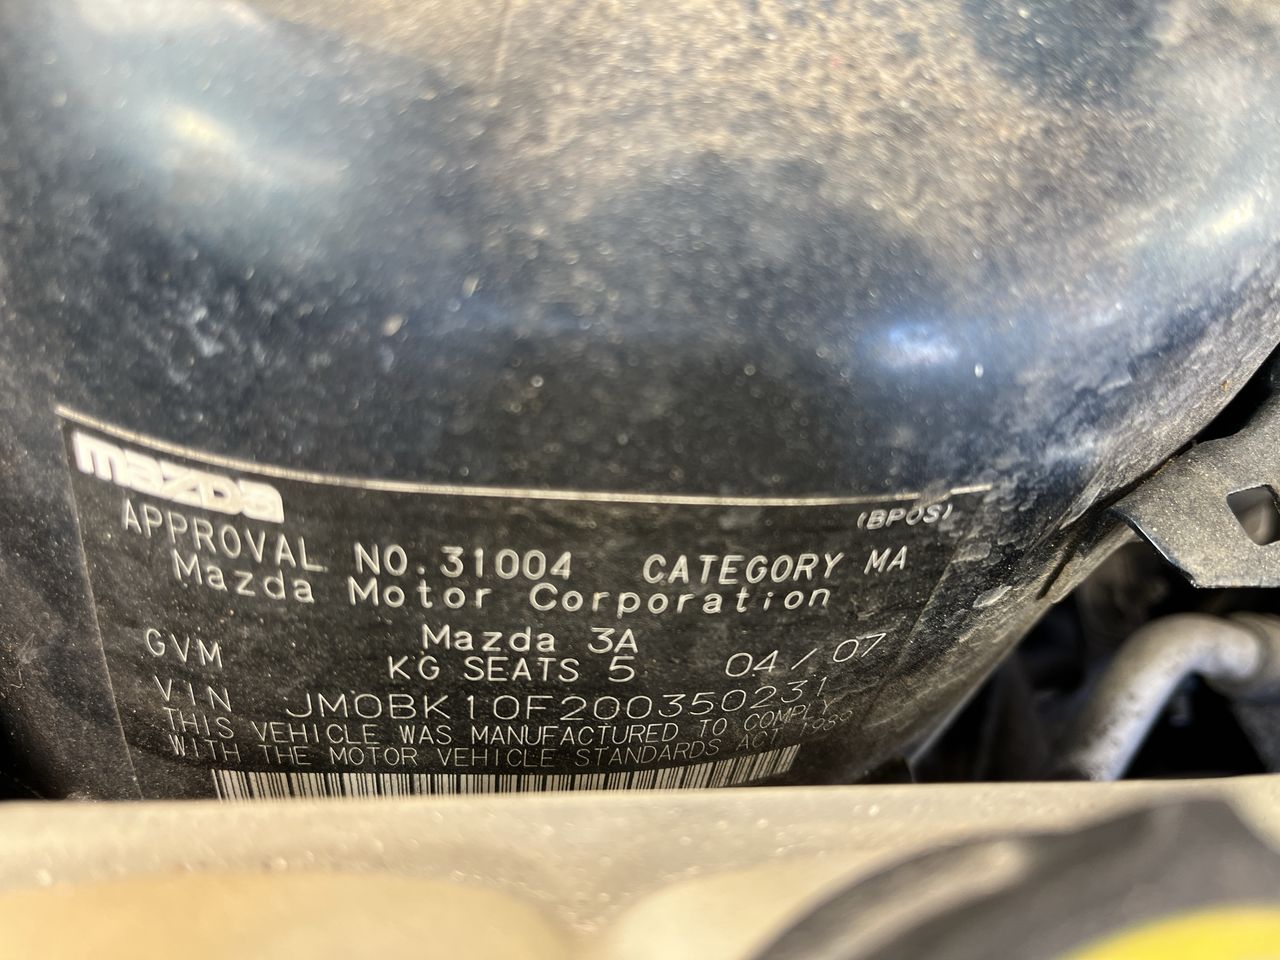 mazda
(BP0S)
APPROVAL NO.31004 CATEGORY MA
Mazda Motor Corporation
Mazda 3A
GVM KG SEATS 5 04/07
VIN JM0BK10F200350231
THIS VEHICLE WAS MANUFACTURED TO COMPLY
WITH THE MOTOR VEHICLE STANDARDS ACT 1989